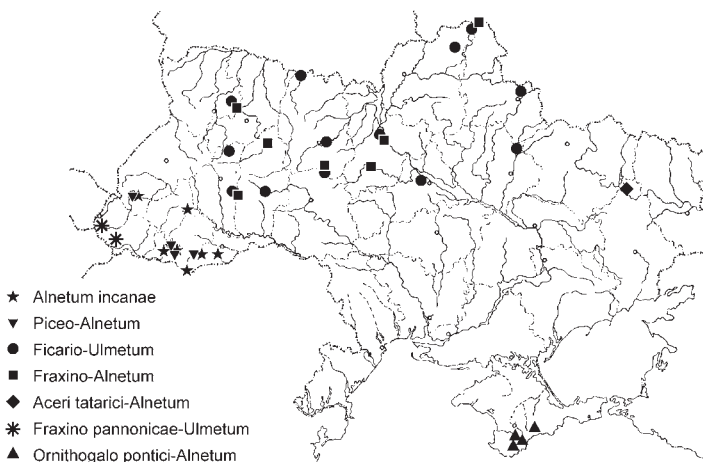 Alnetum incanae
Piceo-Alnetum
Ficario-Ulmetum
Fraxino-Alnetum
Aceri tatarici-Alnetum
Fraxino pannonicae-Ulmetum
Ornithogalo pontici-Alnetum